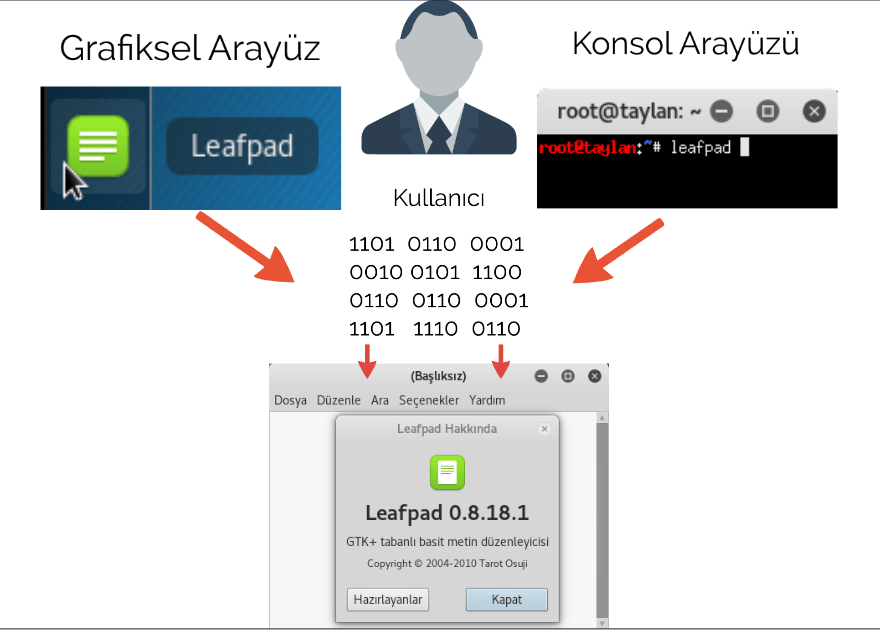 Grafiksel Arayüz
Konsol Arayüzü
Leafpad
root@taylan: ~
root@taylan:~# leafpad
Kullanıcı
1101 0110 0001
0010 0101 1100
0110 0110 0001
1101 1110 0110
(Başlıksız)
Dosya Düzenle Ara Seçenekler Yardım
Leafpad Hakkında
Leafpad 0.8.18.1
GTK+ tabanlı basit metin düzenleyicisi
Copyright © 2004-2010 Tarot Osuji
Hazırlayanlar
Kapat